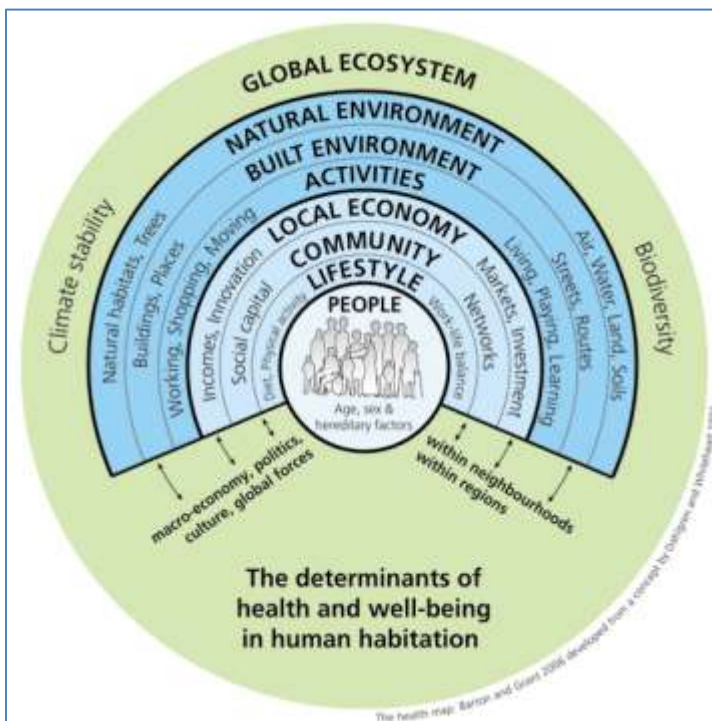 GLOBAL ECOSYSTEM
NATURAL ENVIRONMENT
BUILT ENVIRONMENT
ACTIVITIES
LOCAL ECONOMY
COMMUNITY
LIFESTYLE
PEOPLE
Age, sex &
hereditary factors
Climate stability
Natural habitats, Trees
Buildings, Places
Working, Shopping, Moving
Incomes, Innovation
Social capital
Diet, Physical activity
Work-life balance
Networks
Markets, Investment
Living, Playing, Learning
Streets, Routes
Air, Water, Land, Soils
Biodiversity
macro-economy, politics,
culture, global forces
within neighbourhoods
within regions
The determinants of
health and well-being
in human habitation
The health map: Barton and Grant 2006 developed from a concept by Dahlgren and Whitehead